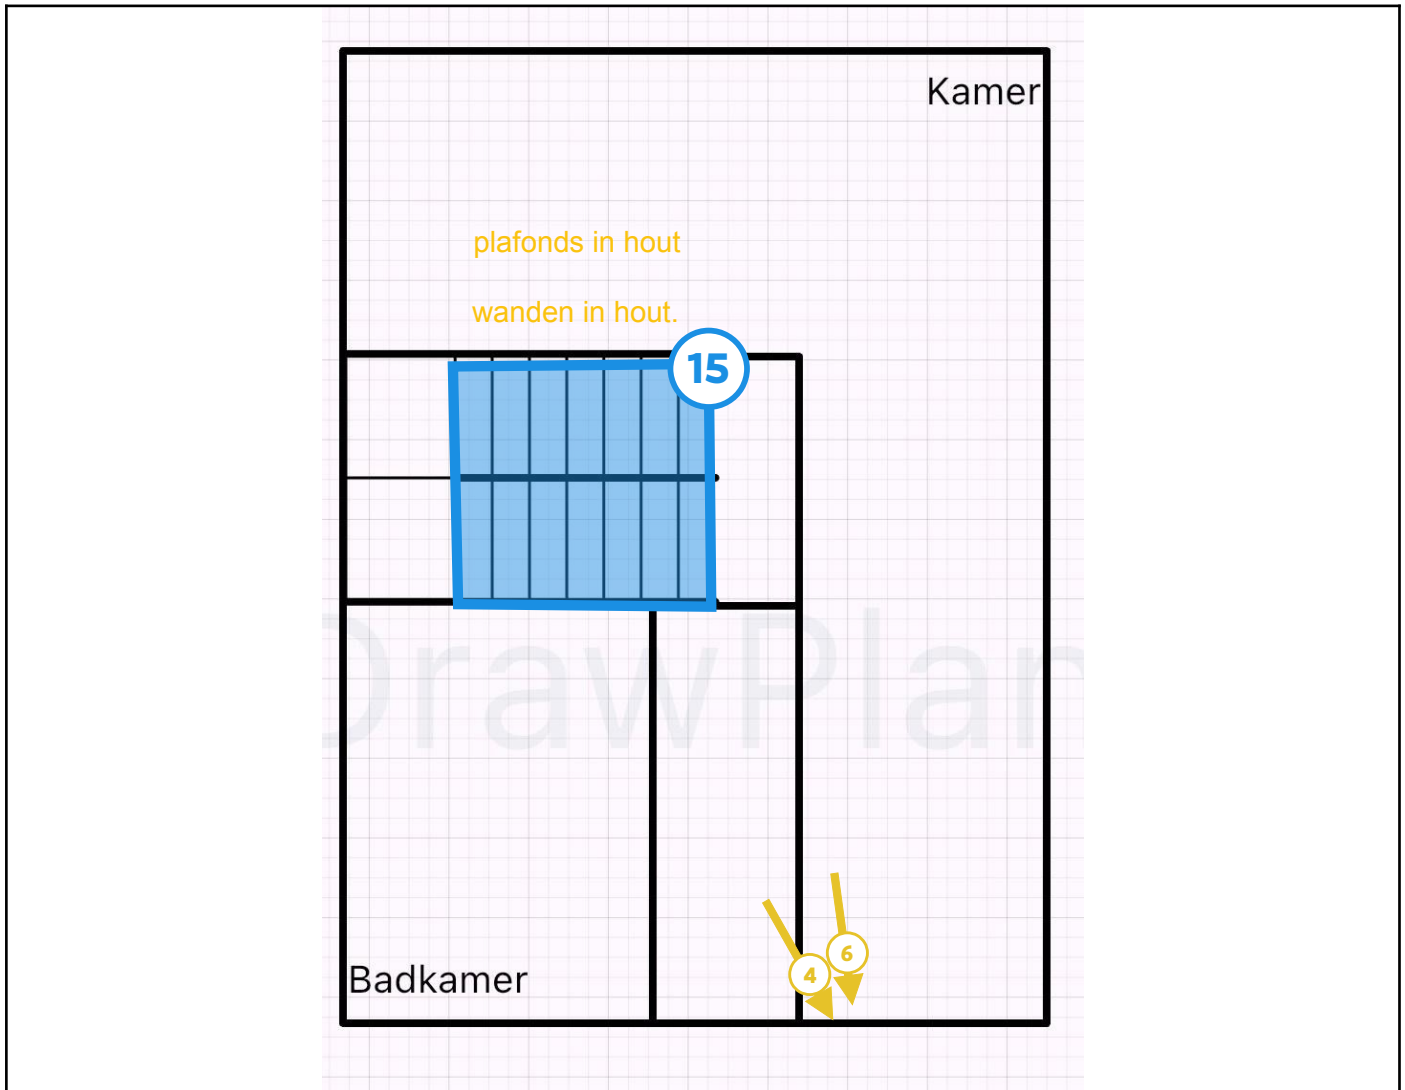 Kamer
plafonds in hout
wanden in hout.
15
DrawPlan
6
4
Badkamer